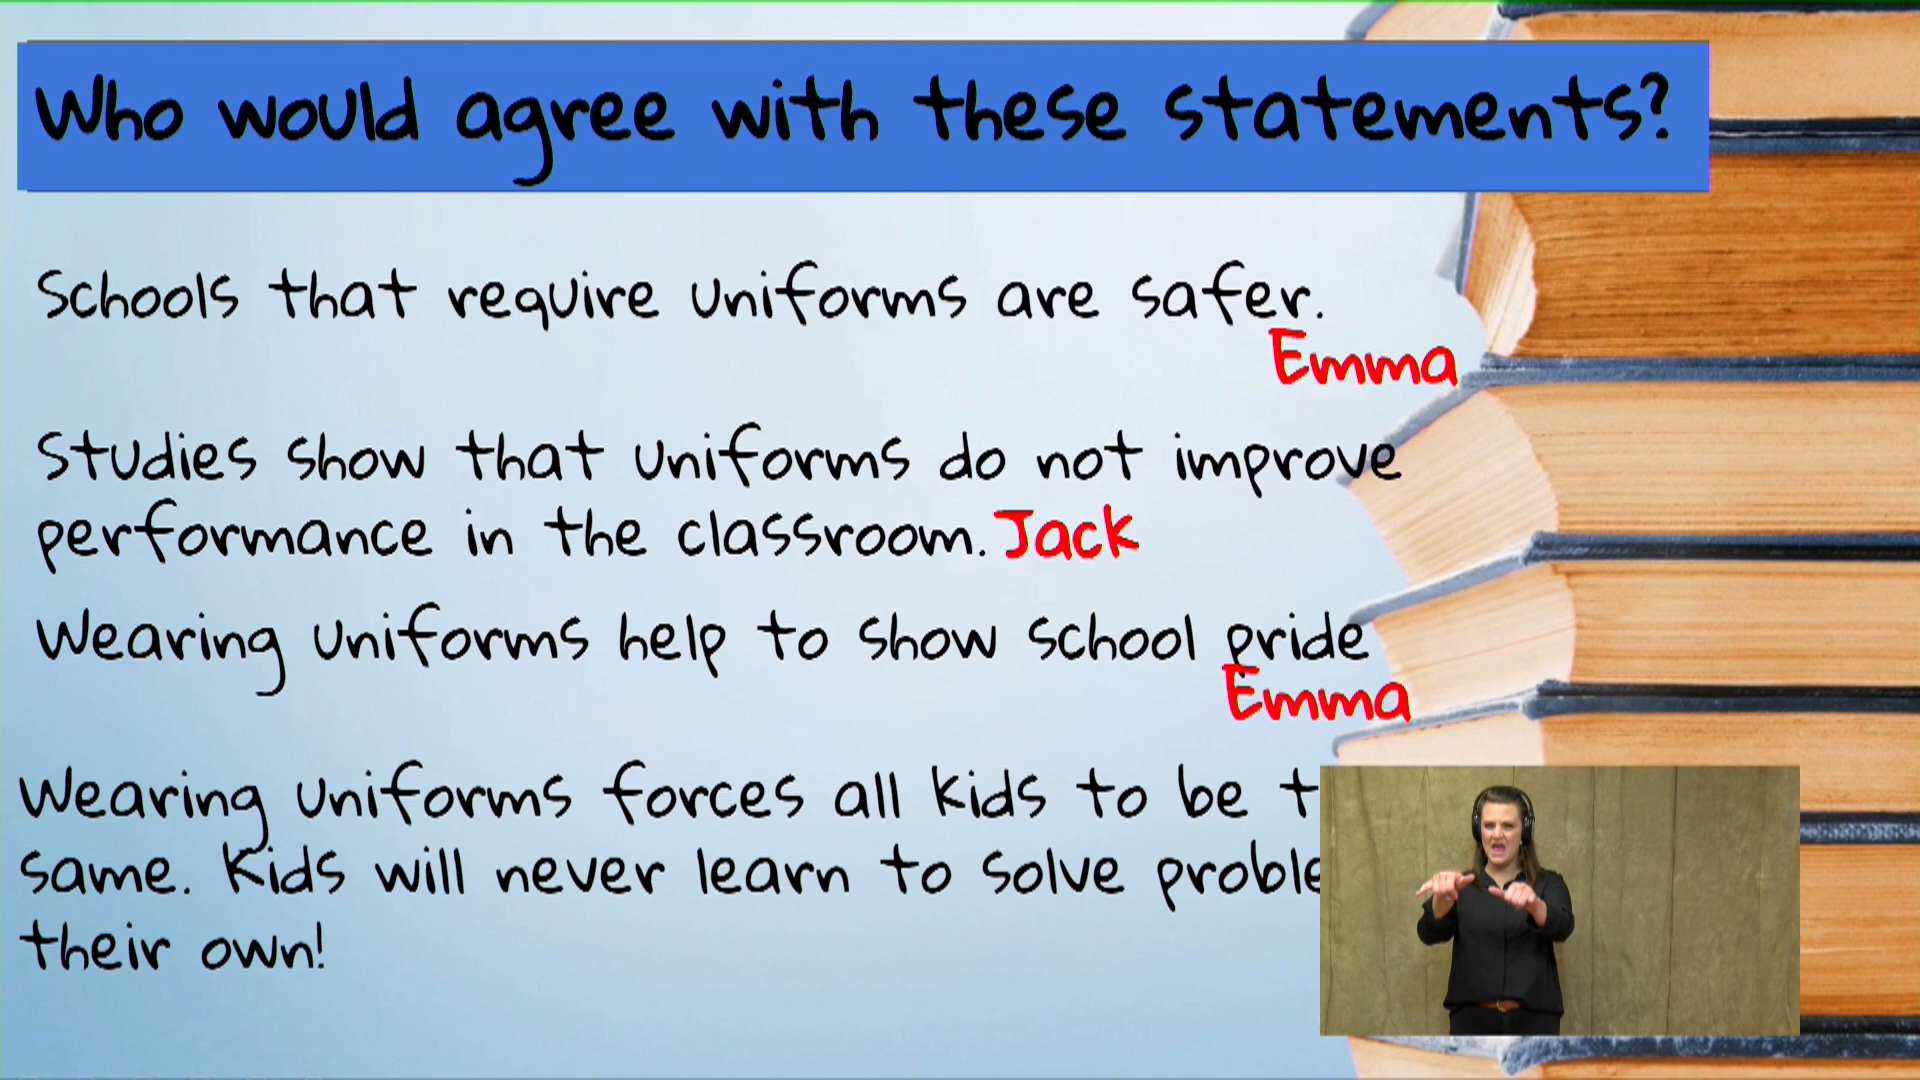 Who would agree with these statements?
Schools that require uniforms are safer.
Emma
Studies show that uniforms do not improve
performance in the classroom. Jack
Wearing uniforms help to show school pride
Emma
Wearing uniforms forces all kids to be
same. Kids will never learn to solve
their own!